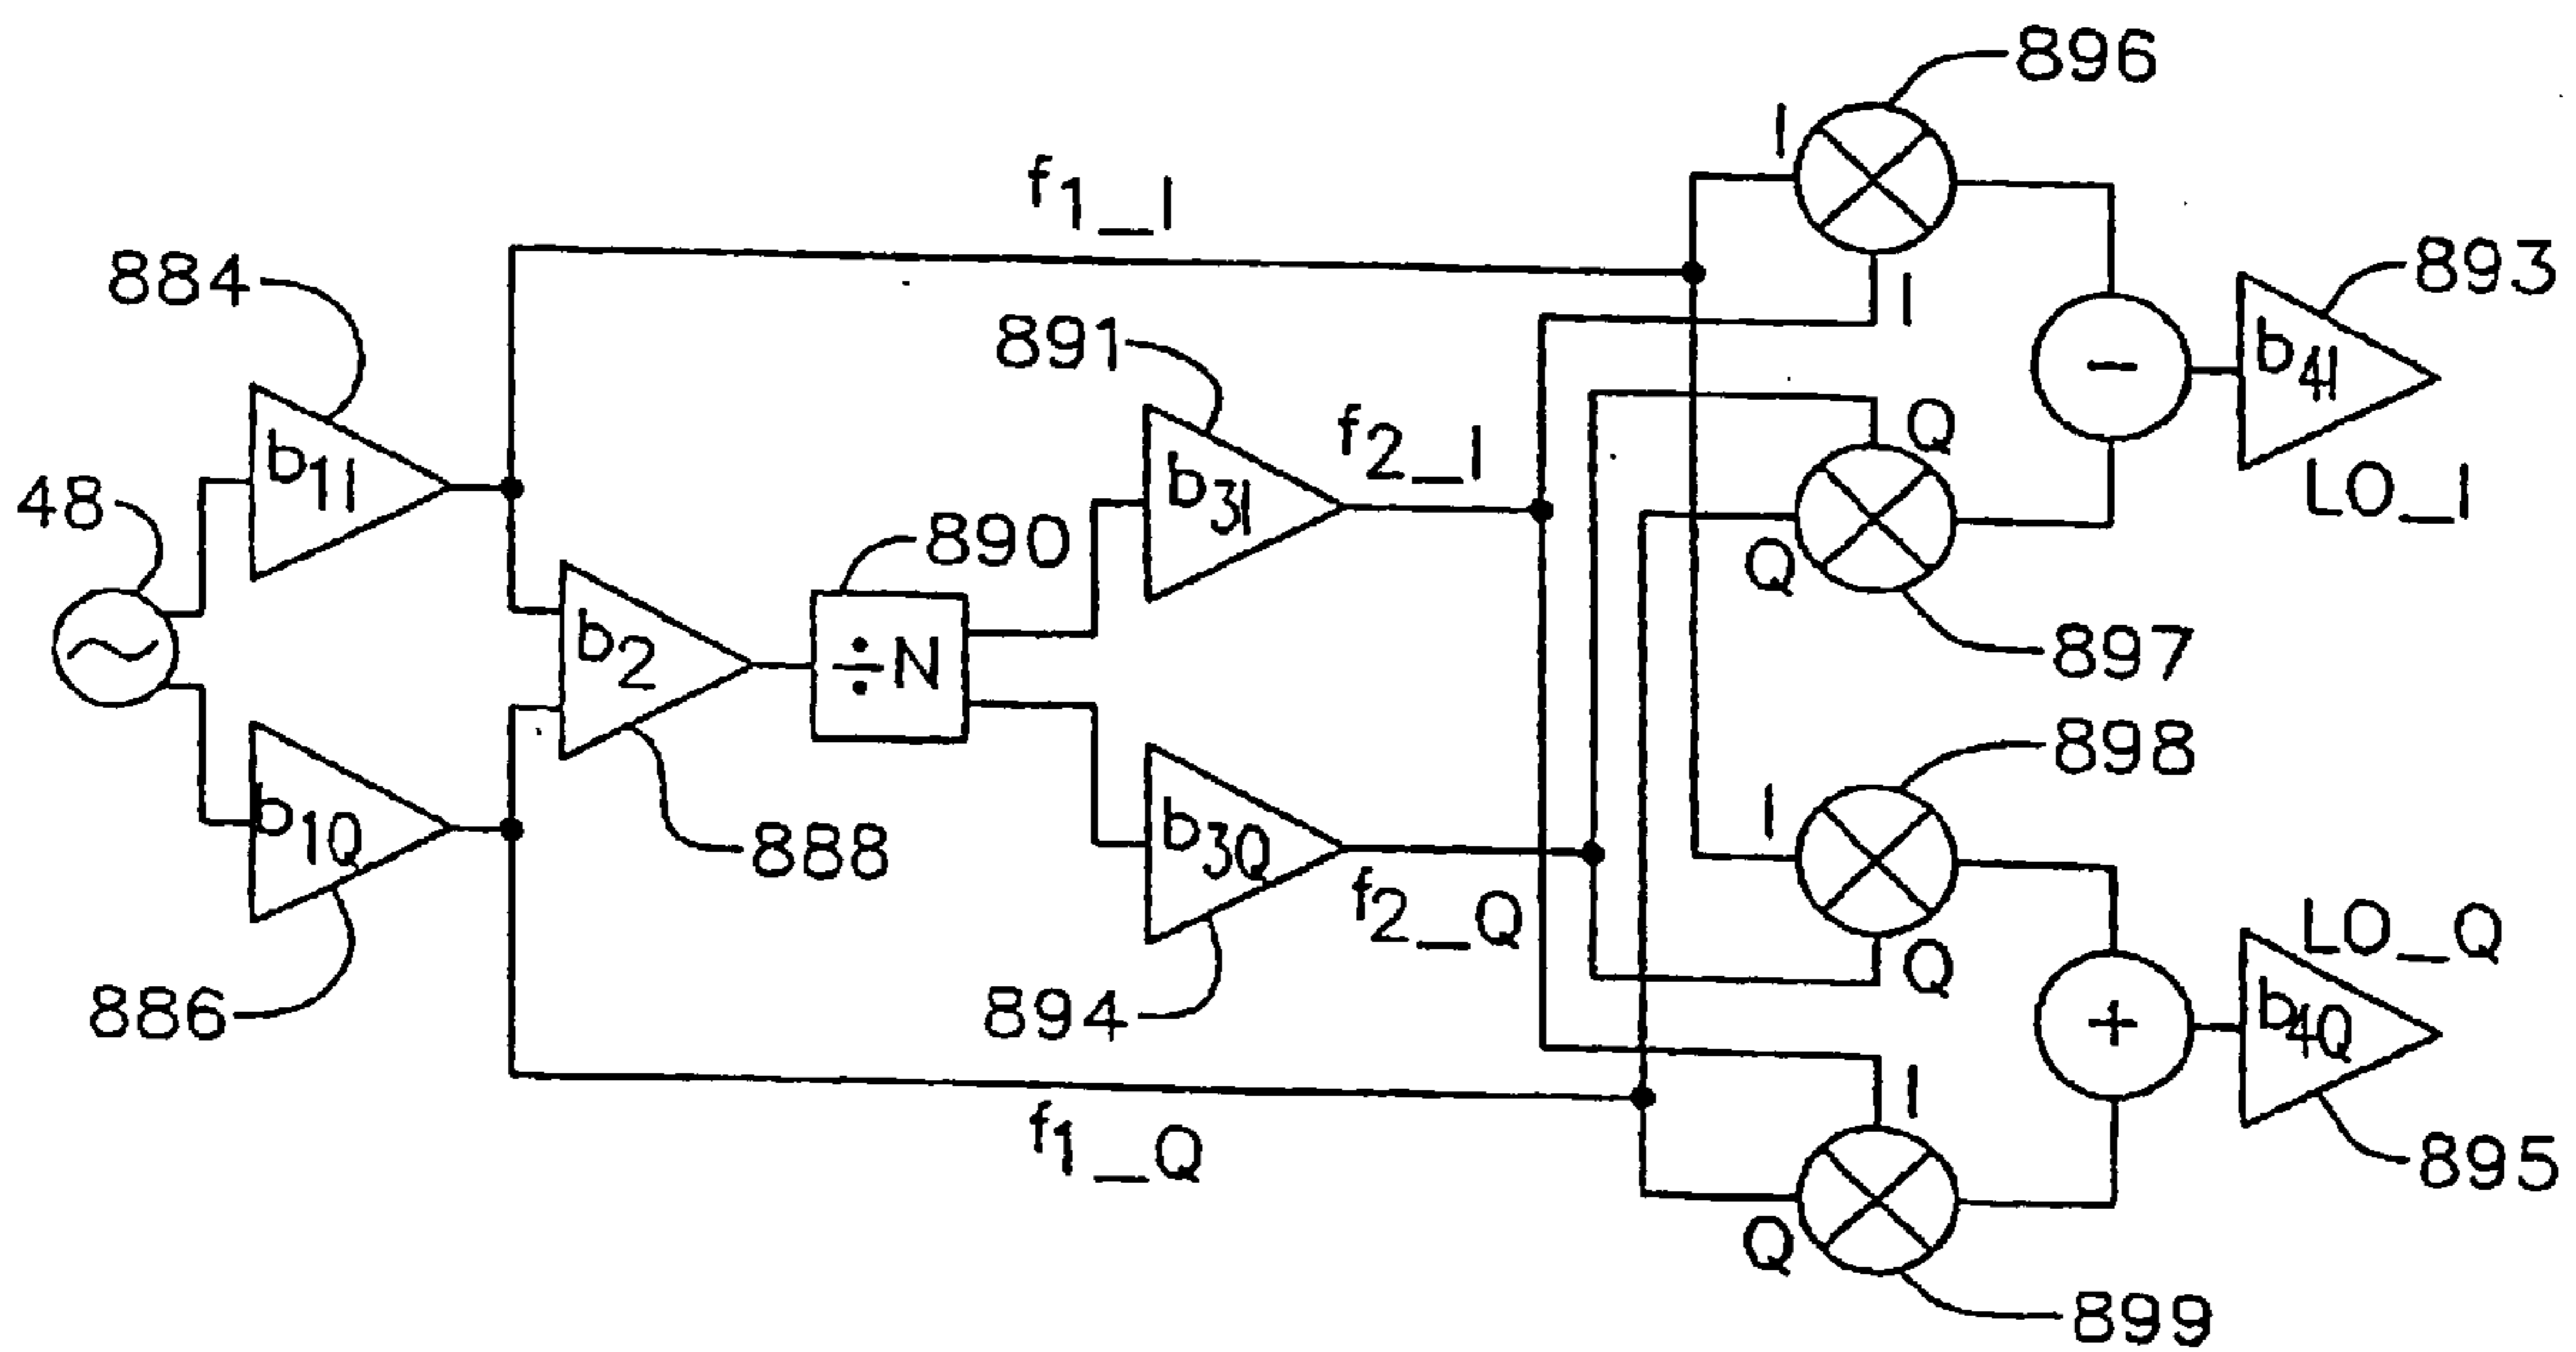 896
I
f1_I
884
893
I
891
b4I
f2_I
Q
b1I
b3I
LO_I
48
890
Q
b2
÷N
−
897
898
I
b1Q
888
b3Q
f2_Q
LO_Q
Q
886
894
+
b4Q
I
f1_Q
895
Q
899